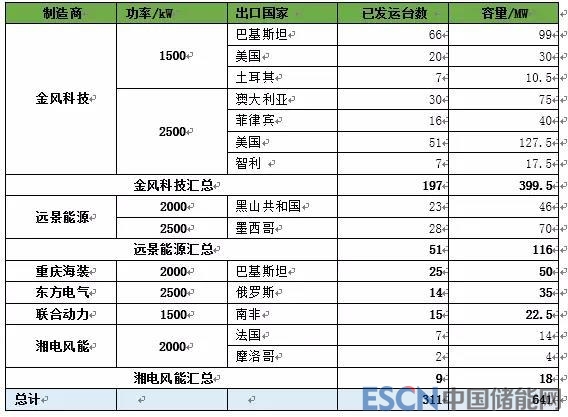 制造商 功率/kW 出口国家 已发运台数 容量/MW
金风科技 1500 巴基斯坦 66 99
美国 20 30
土耳其 7 10.5
2500 澳大利亚 30 75
菲律宾 16 40
美国 51 127.5
智利 7 17.5
金风科技汇总 197 399.5
远景能源 2000 黑山共和国 23 46
2500 墨西哥 28 70
远景能源汇总 51 116
重庆海装 2000 巴基斯坦 25 50
东方电气 2500 俄罗斯 14 35
联合动力 1500 南非 15 22.5
湘电风能 2000 法国 7 14
摩洛哥 2 4
湘电风能汇总 9 18
总计 311 641
ESCN中国储能网